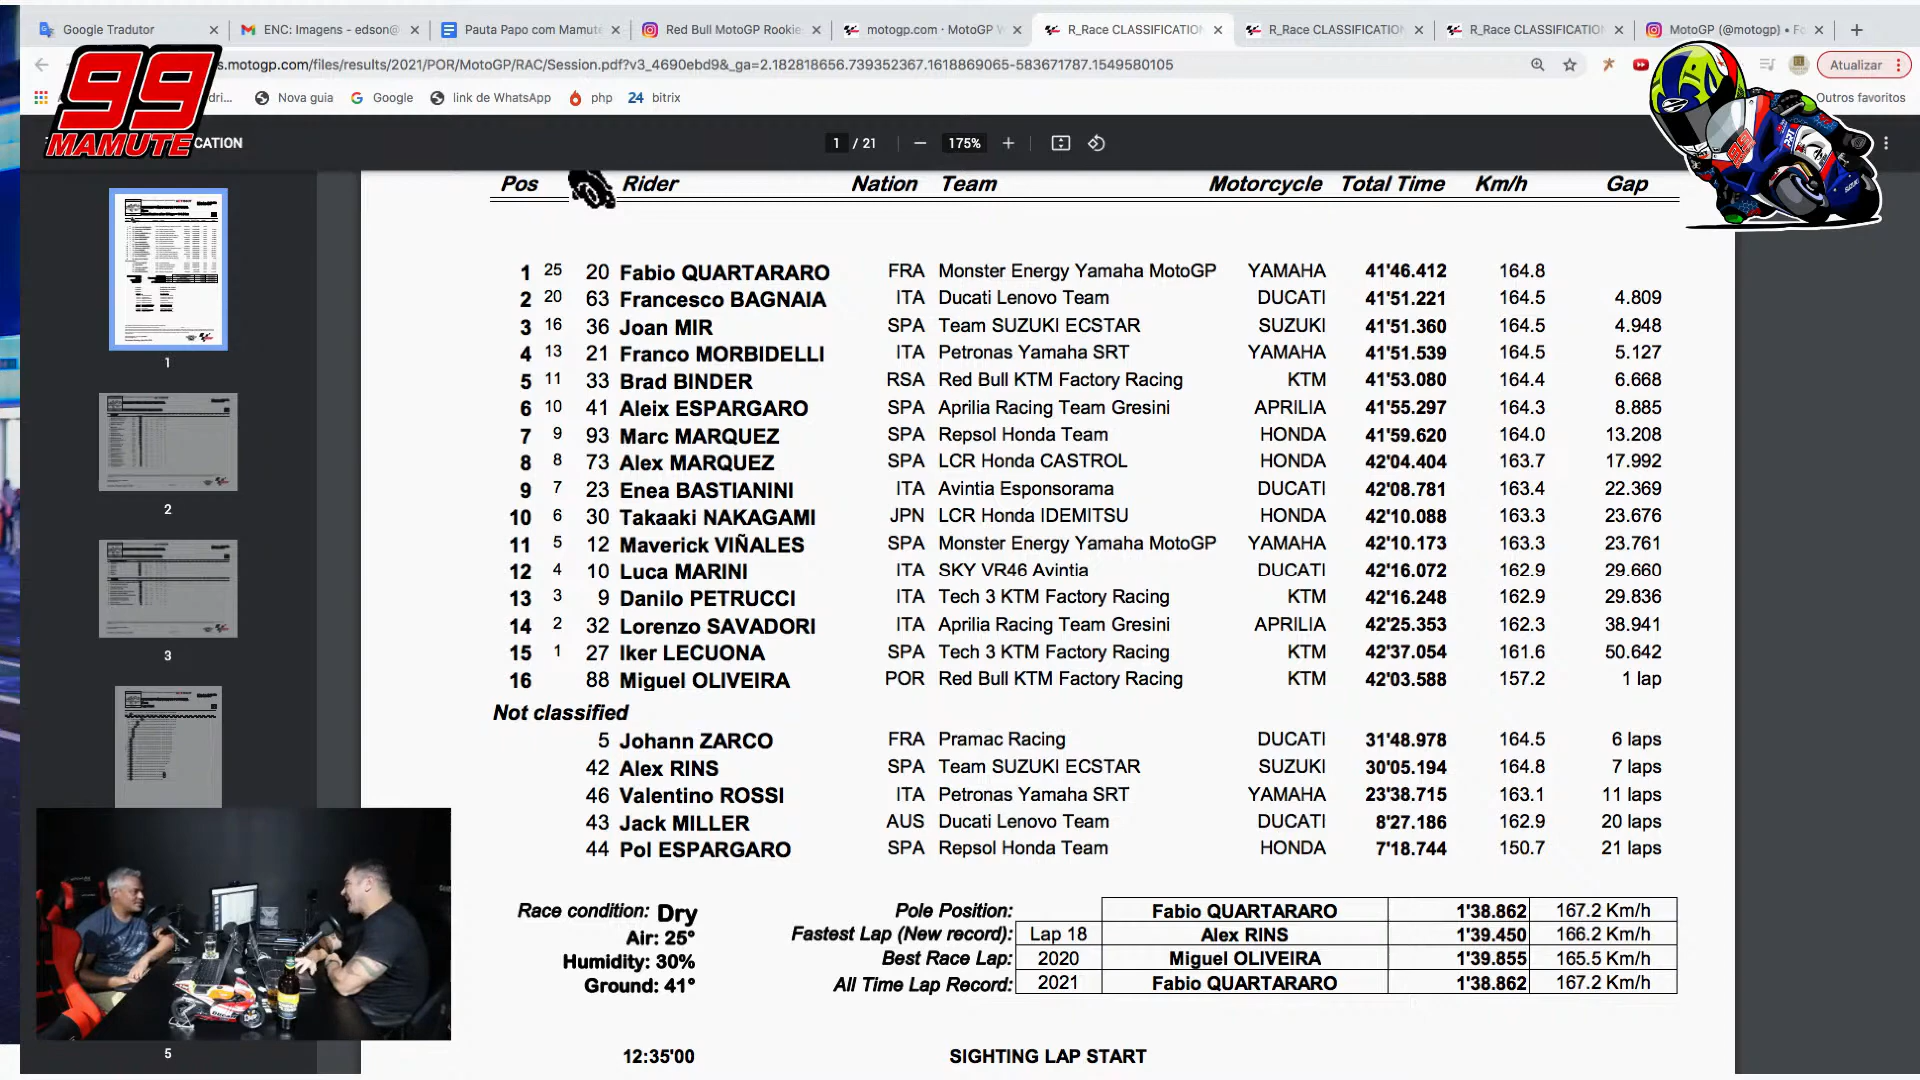 Google Tradutor
ENC: Imagens - edson@
Pauta Papo com Mamute
Red Bull MotoGP Rookie
motogp.com · MotoGP W
R_Race CLASSIFICATION
R_Race CLASSIFICATION
R_Race CLASSIFICATION
MotoGP (@motogp) • Fo
s.motogp.com/files/results/2021/POR/MotoGP/RAC/Session.pdf?v3_4690ebd9&_ga=2.182818656.739352367.1618869065-583671787.1549580105
Atualizar
dri...
Nova guia
Google
link de WhatsApp
php
24 bitrix
Outros favoritos
99
MAMUTE
CATION
1 / 21
175%
Pos Rider Nation Team Motorcycle Total Time Km/h Gap
1 25 20 Fabio QUARTARARO FRA Monster Energy Yamaha MotoGP YAMAHA 41'46.412 164.8
2 20 63 Francesco BAGNAIA ITA Ducati Lenovo Team DUCATI 41'51.221 164.5 4.809
3 16 36 Joan MIR SPA Team SUZUKI ECSTAR SUZUKI 41'51.360 164.5 4.948
4 13 21 Franco MORBIDELLI ITA Petronas Yamaha SRT YAMAHA 41'51.539 164.5 5.127
5 11 33 Brad BINDER RSA Red Bull KTM Factory Racing KTM 41'53.080 164.4 6.668
6 10 41 Aleix ESPARGARO SPA Aprilia Racing Team Gresini APRILIA 41'55.297 164.3 8.885
7 9 93 Marc MARQUEZ SPA Repsol Honda Team HONDA 41'59.620 164.0 13.208
8 8 73 Alex MARQUEZ SPA LCR Honda CASTROL HONDA 42'04.404 163.7 17.992
9 7 23 Enea BASTIANINI ITA Avintia Esponsorama DUCATI 42'08.781 163.4 22.369
10 6 30 Takaaki NAKAGAMI JPN LCR Honda IDEMITSU HONDA 42'10.088 163.3 23.676
11 5 12 Maverick VIÑALES SPA Monster Energy Yamaha MotoGP YAMAHA 42'10.173 163.3 23.761
12 4 10 Luca MARINI ITA SKY VR46 Avintia DUCATI 42'16.072 162.9 29.660
13 3 9 Danilo PETRUCCI ITA Tech 3 KTM Factory Racing KTM 42'16.248 162.9 29.836
14 2 32 Lorenzo SAVADORI ITA Aprilia Racing Team Gresini APRILIA 42'25.353 162.3 38.941
15 1 27 Iker LECUONA SPA Tech 3 KTM Factory Racing KTM 42'37.054 161.6 50.642
16 88 Miguel OLIVEIRA POR Red Bull KTM Factory Racing KTM 42'03.588 157.2 1 lap
Not classified
5 Johann ZARCO FRA Pramac Racing DUCATI 31'48.978 164.5 6 laps
42 Alex RINS SPA Team SUZUKI ECSTAR SUZUKI 30'05.194 164.8 7 laps
46 Valentino ROSSI ITA Petronas Yamaha SRT YAMAHA 23'38.715 163.1 11 laps
43 Jack MILLER AUS Ducati Lenovo Team DUCATI 8'27.186 162.9 20 laps
44 Pol ESPARGARO SPA Repsol Honda Team HONDA 7'18.744 150.7 21 laps
Race condition: Dry
Air: 25°
Humidity: 30%
Ground: 41°
Pole Position: Fabio QUARTARARO 1'38.862 167.2 Km/h
Fastest Lap (New record): Lap 18 Alex RINS 1'39.450 166.2 Km/h
Best Race Lap: 2020 Miguel OLIVEIRA 1'39.855 165.5 Km/h
All Time Lap Record: 2021 Fabio QUARTARARO 1'38.862 167.2 Km/h
12:35'00 SIGHTING LAP START
1
2
3
5